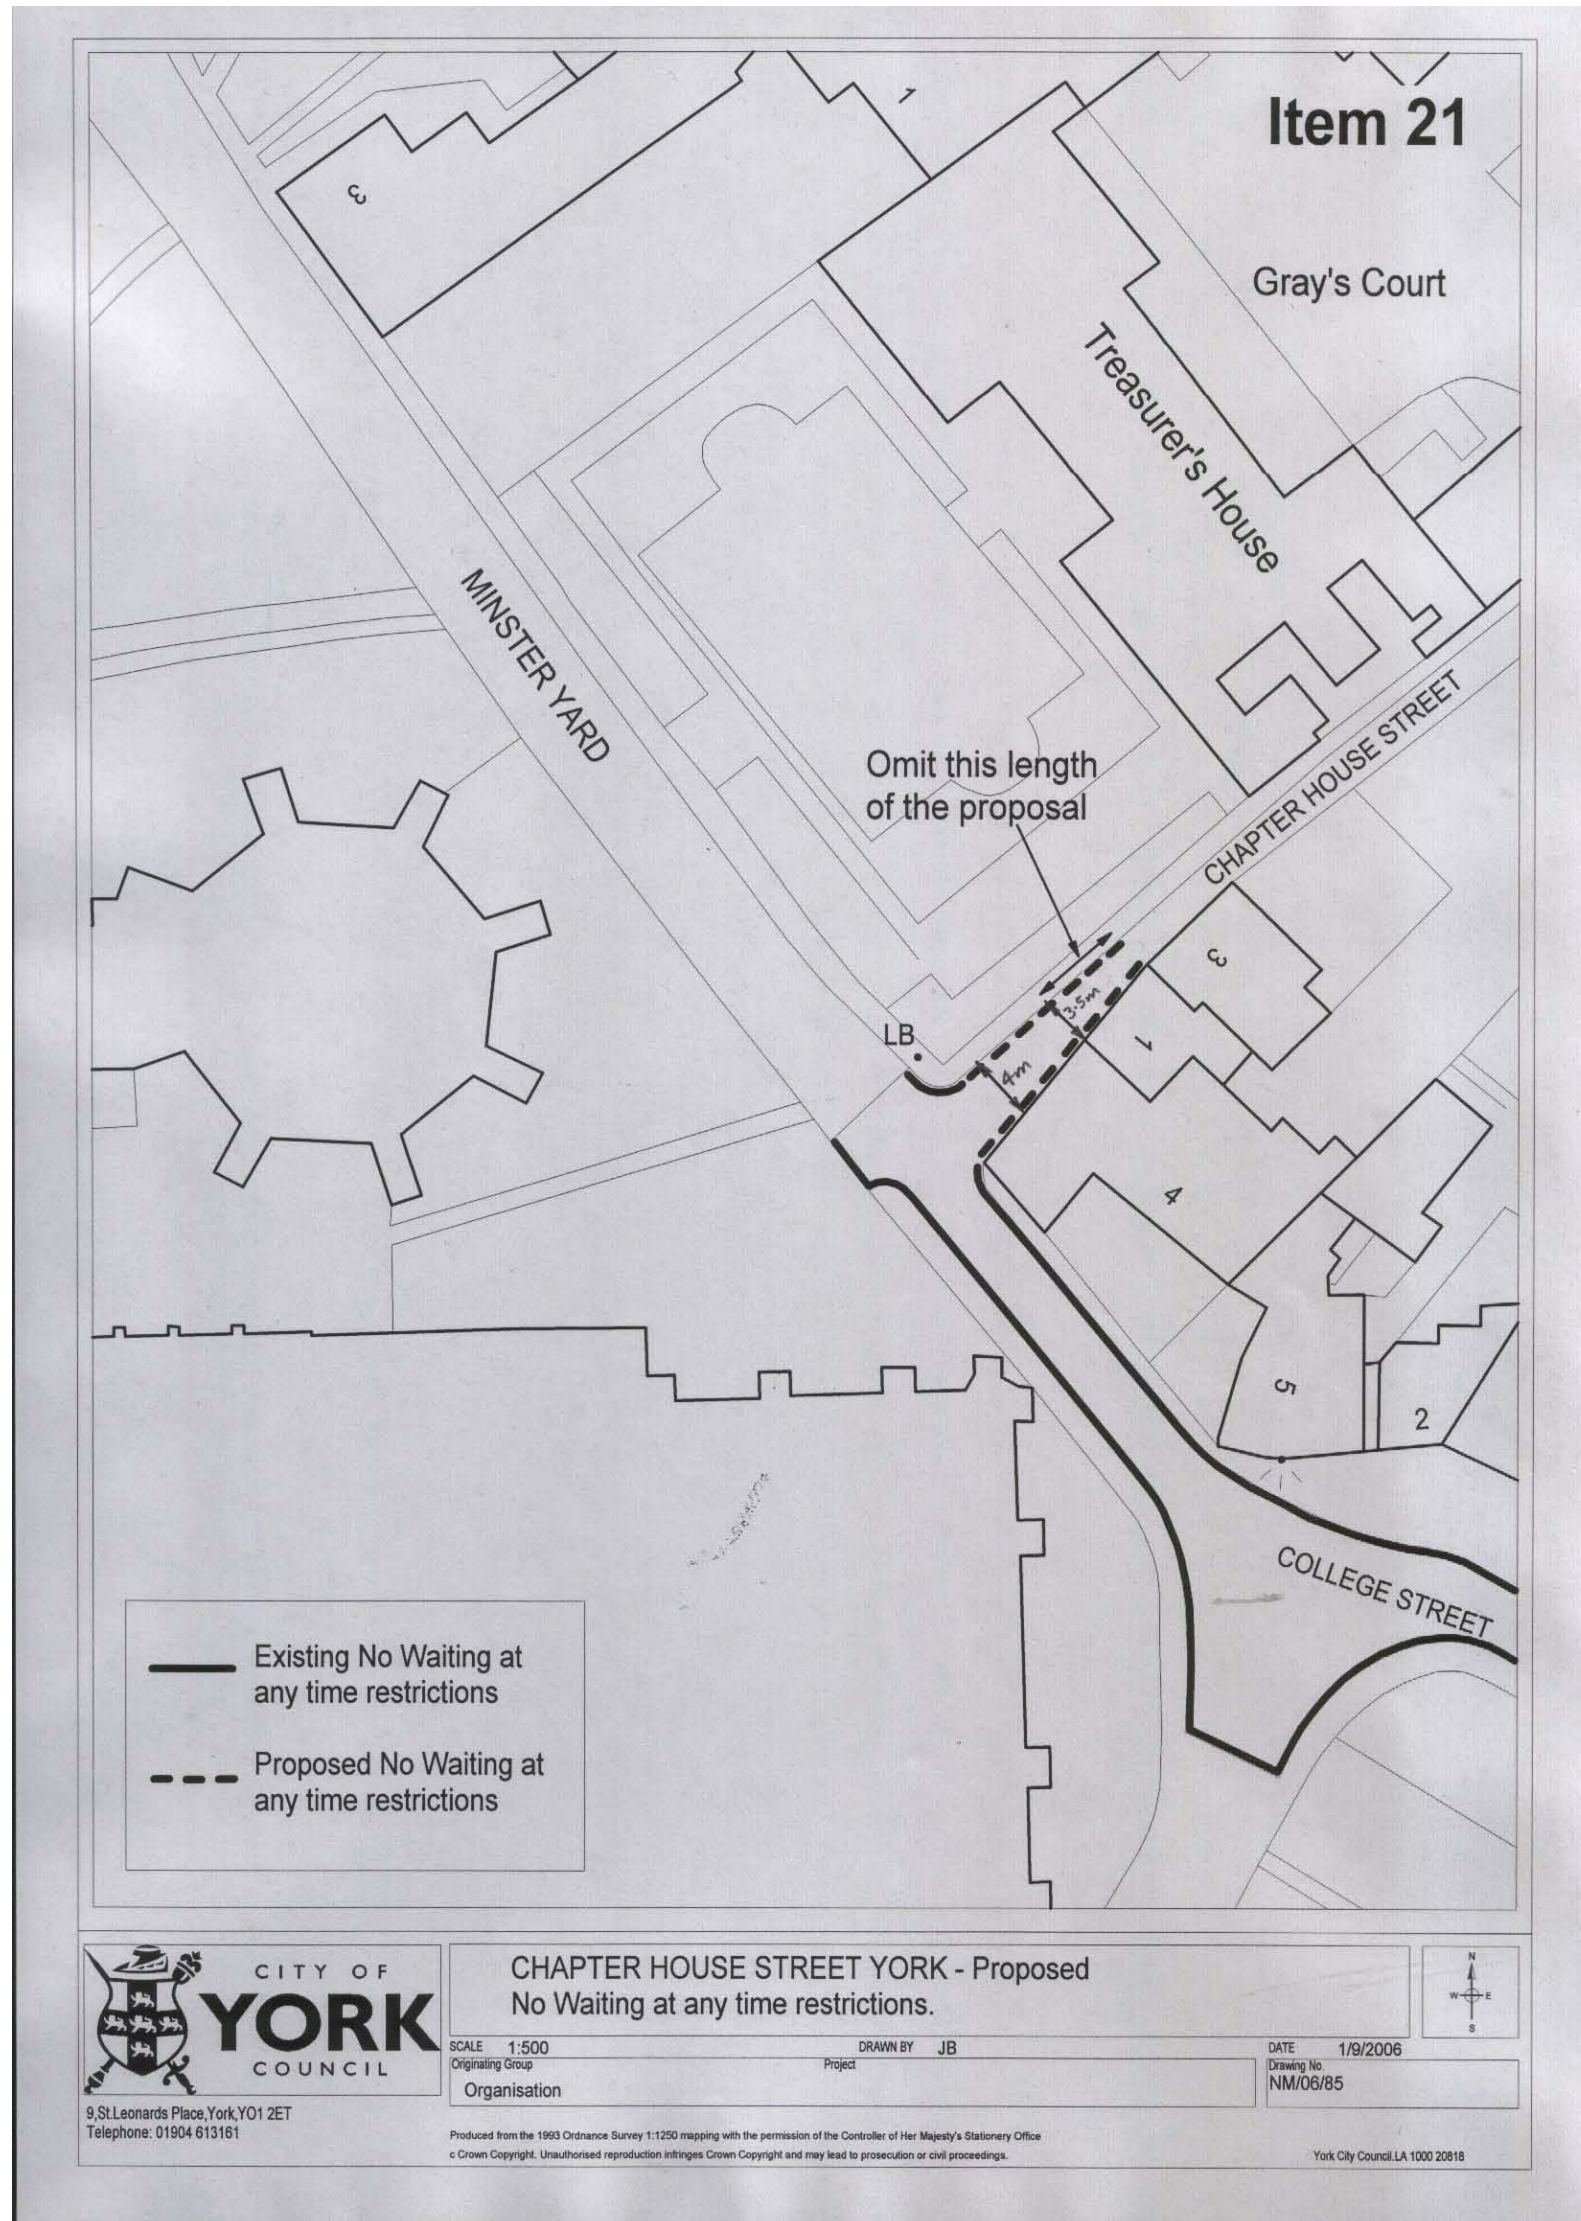 Item 21
1
3
Gray's Court
Treasurer's House
MINSTER YARD
Omit this length
of the proposal
CHAPTER HOUSE STREET
3
LB
3.5m
1
4m
4
5
2
COLLEGE STREET
Existing No Waiting at
any time restrictions
Proposed No Waiting at
any time restrictions
CITY OF
YORK
COUNCIL
9,St.Leonards Place,York,YO1 2ET
Telephone: 01904 613161
CHAPTER HOUSE STREET YORK - Proposed
No Waiting at any time restrictions.
SCALE 1:500
DRAWN BY JB
DATE 1/9/2006
Originating Group
Organisation
Project
Drawing No.
NM/06/85
N
W E
S
Produced from the 1993 Ordnance Survey 1:1250 mapping with the permission of the Controller of Her Majesty's Stationery Office
c Crown Copyright. Unauthorised reproduction infringes Crown Copyright and may lead to prosecution or civil proceedings.
York City Council.LA 1000 20818